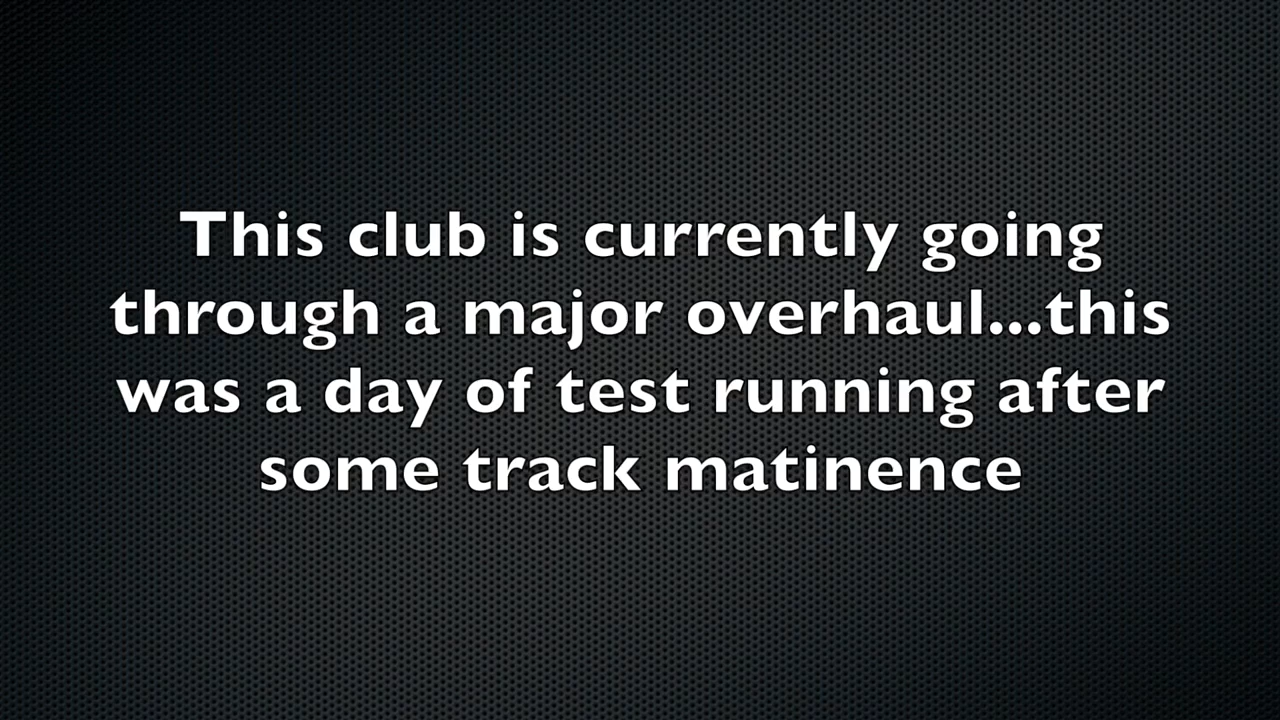 This club is currently going
through a major overhaul...this
was a day of test running after
some track matinence